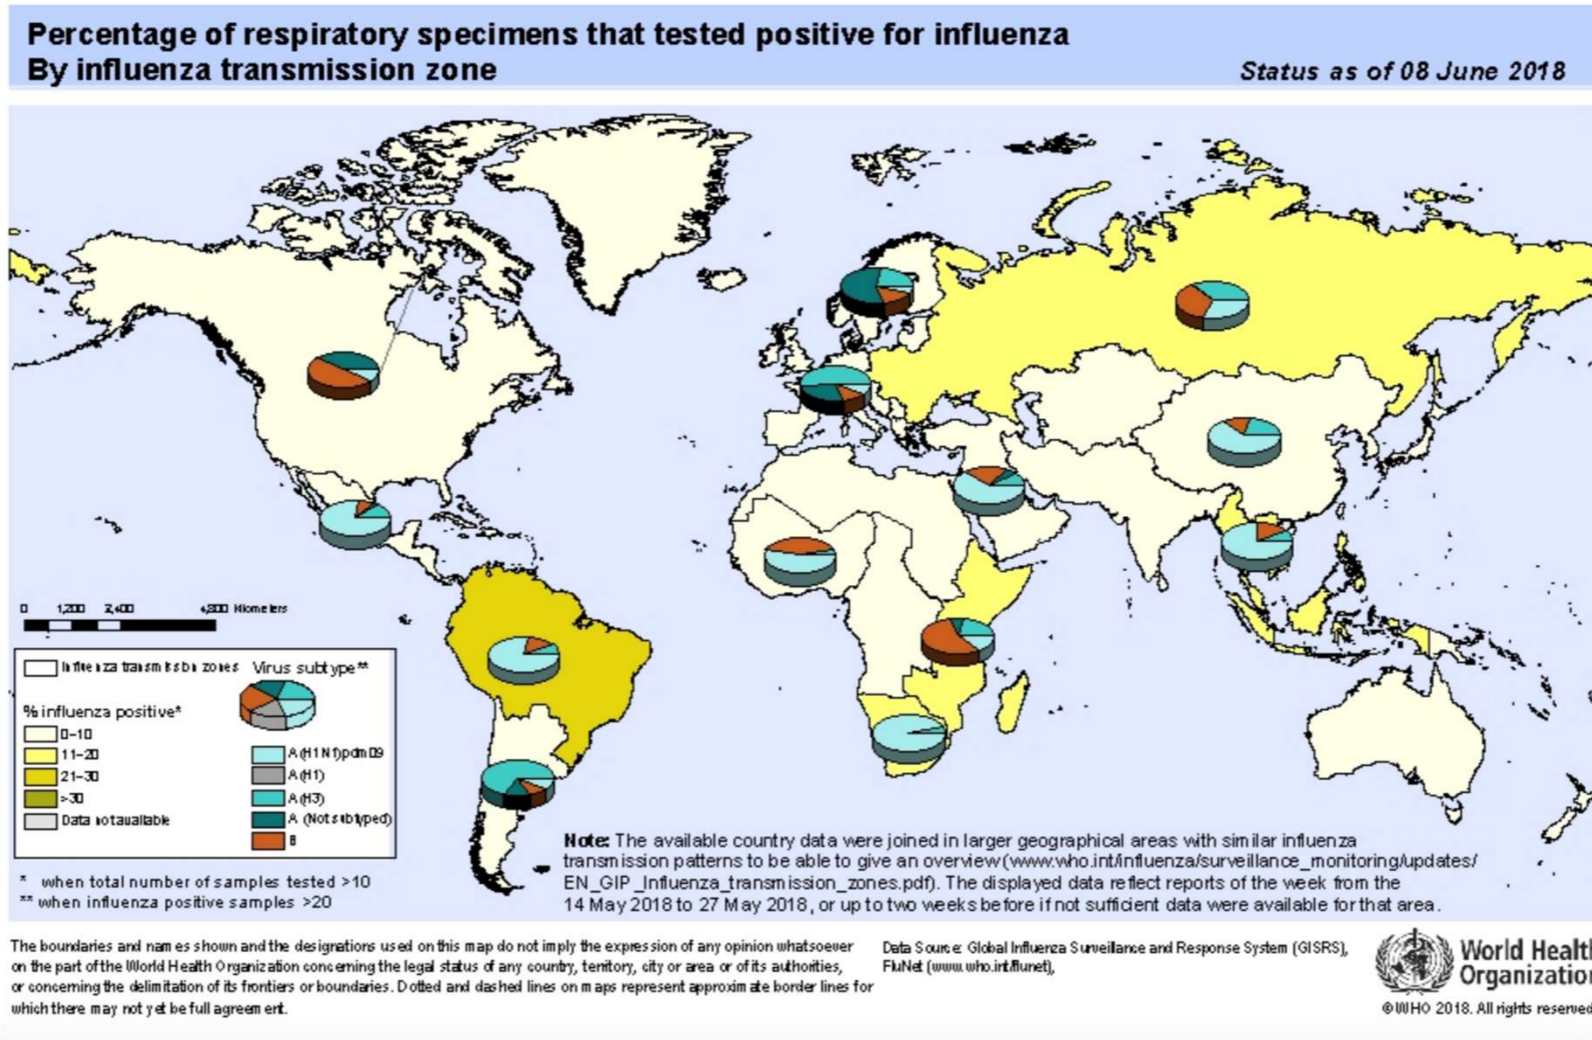 Percentage of respiratory specimens that tested positive for influenza
By influenza transmission zone
Status as of 08 June 2018
0 1,200 2,400 4,800 Kilometers
Influenza transmission zones
Virus subtype**
% influenza positive*
0-10
11-20
21-30
>30
Data not available
A(H1N1)pdm09
A(H1)
A(H3)
A (Not subtyped)
B
* when total number of samples tested >10
** when influenza positive samples >20
Note: The available country data were joined in larger geographical areas with similar influenza
transmission patterns to be able to give an overview (www.who.int/influenza/surveillance_monitoring/updates/
EN_GIP_Influenza_transmission_zones.pdf). The displayed data reflect reports of the week from the
14 May 2018 to 27 May 2018, or up to two weeks before if not sufficient data were available for that area.
The boundaries and names shown and the designations used on this map do not imply the expression of any opinion whatsoever
on the part of the World Health Organization concerning the legal status of any country, territory, city or area or of its authorities,
or concerning the delimitation of its frontiers or boundaries. Dotted and dashed lines on maps represent approximate border lines for
which there may not yet be full agreement.
Data Source: Global Influenza Surveillance and Response System (GISRS),
FluNet (www.who.int/flunet),
World Health
Organization
© WHO 2018. All rights reserved